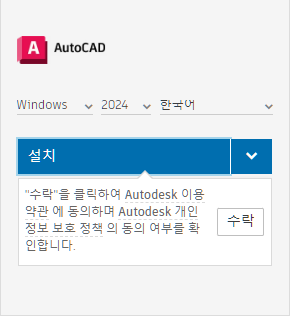 A AutoCAD
Windows 2024 한국어
설치
"수락"을 클릭하여 Autodesk 이용
약관 에 동의하며 Autodesk 개인
정보 보호 정책 의 동의 여부를 확
인합니다.
수락